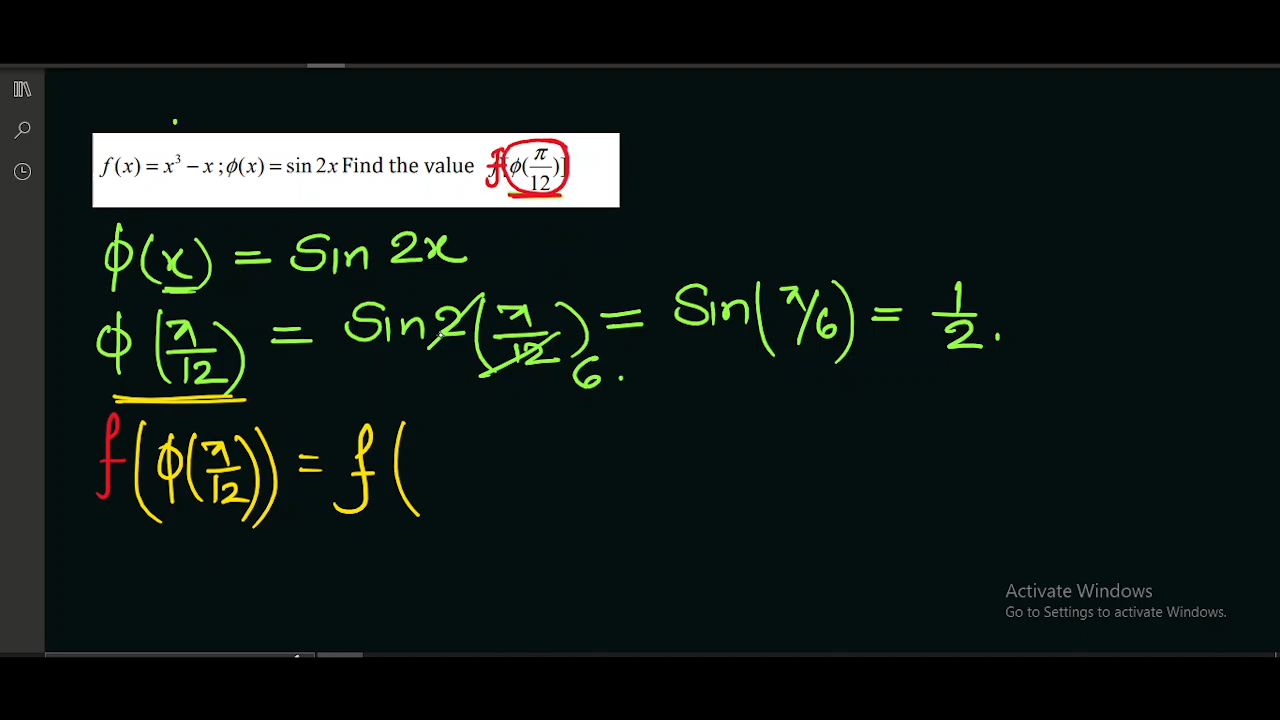 f(x) = x³ − x ; ϕ(x) = sin 2x Find the value f[ϕ(π/12)]
ϕ(x) = Sin 2x
ϕ(π/12) = Sin 2(π/12) 6. = Sin(π/6) = 1/2.
f(ϕ(π/12)) = f(
Activate Windows
Go to Settings to activate Windows.